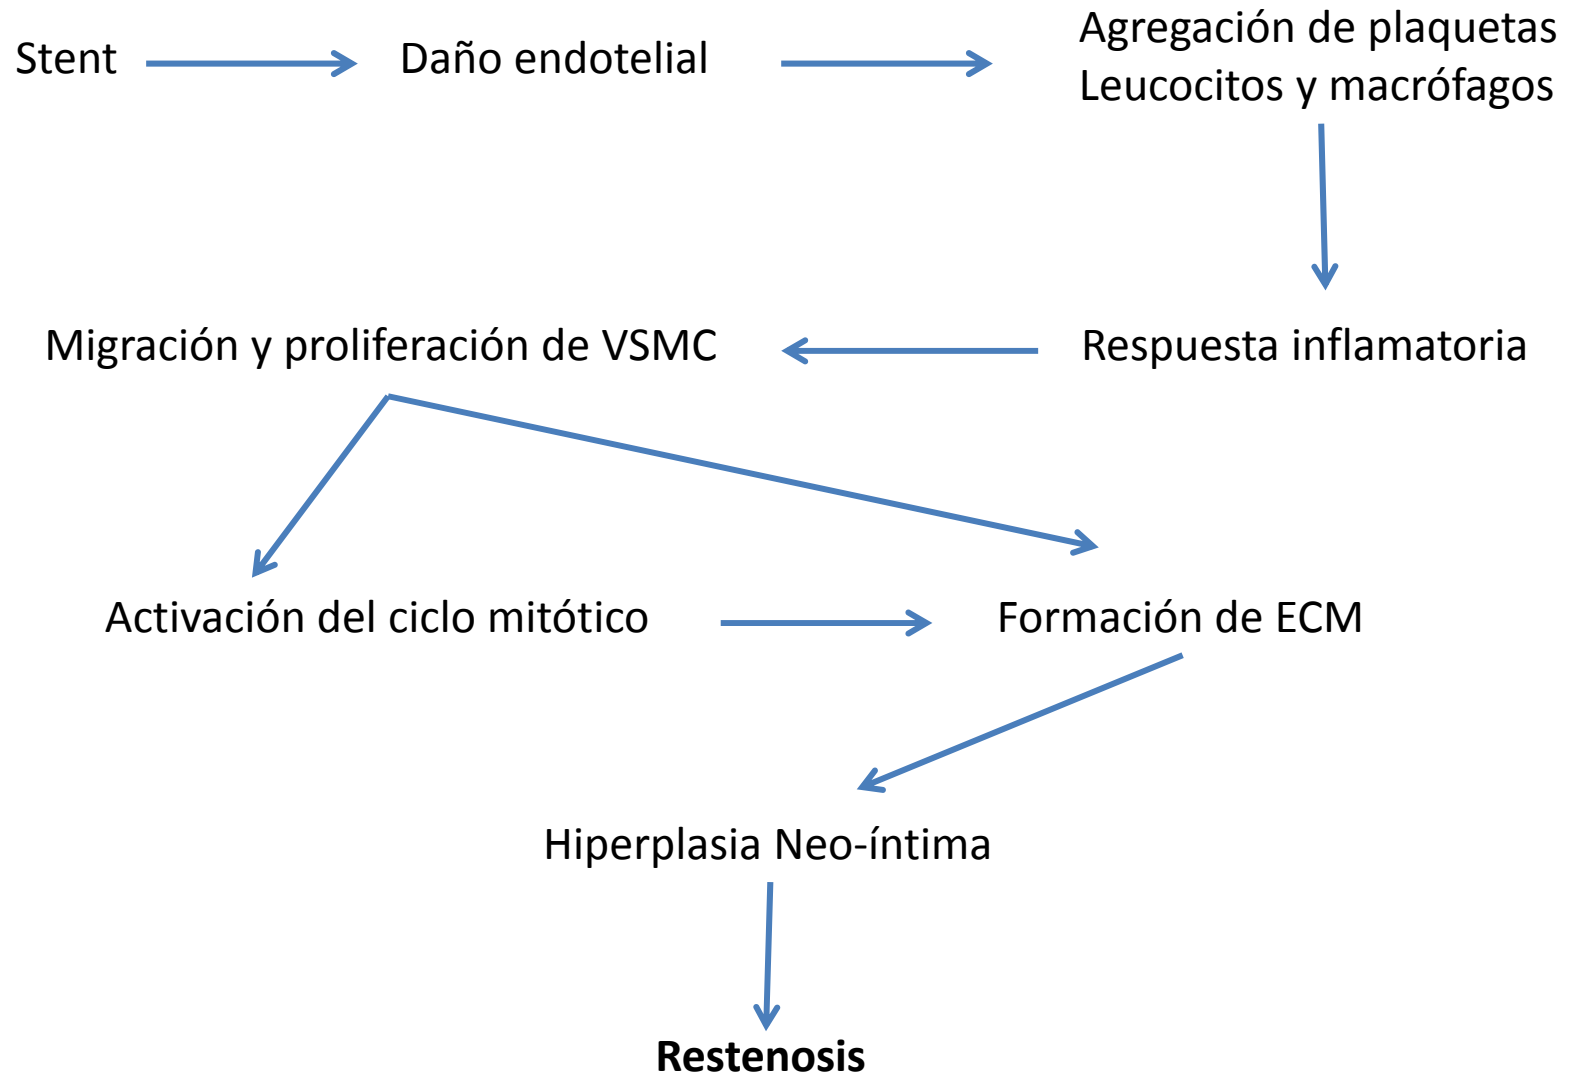 Stent
Daño endotelial
Agregación de plaquetas
Leucocitos y macrófagos
Migración y proliferación de VSMC
Respuesta inflamatoria
Activación del ciclo mitótico
Formación de ECM
Hiperplasia Neo-íntima
Restenosis